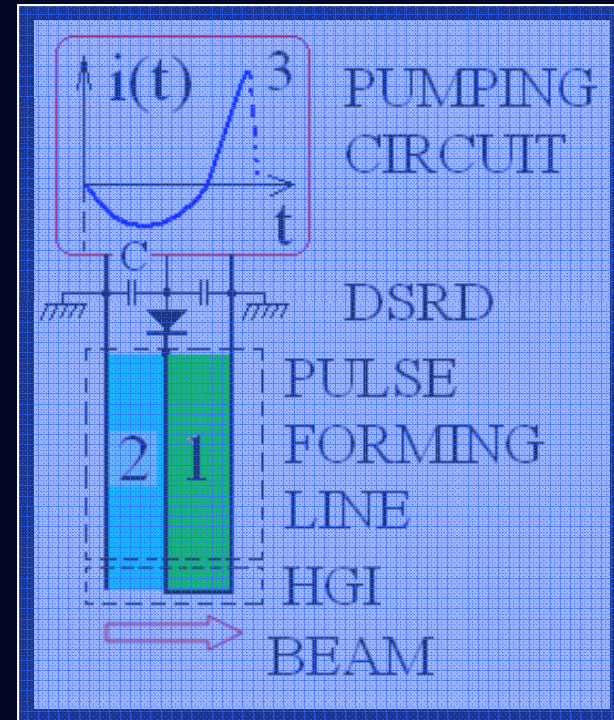 i(t)
3
PUMPING
CIRCUIT
t
C
DSRD
PULSE
FORMING
LINE
2 1
HGI
BEAM